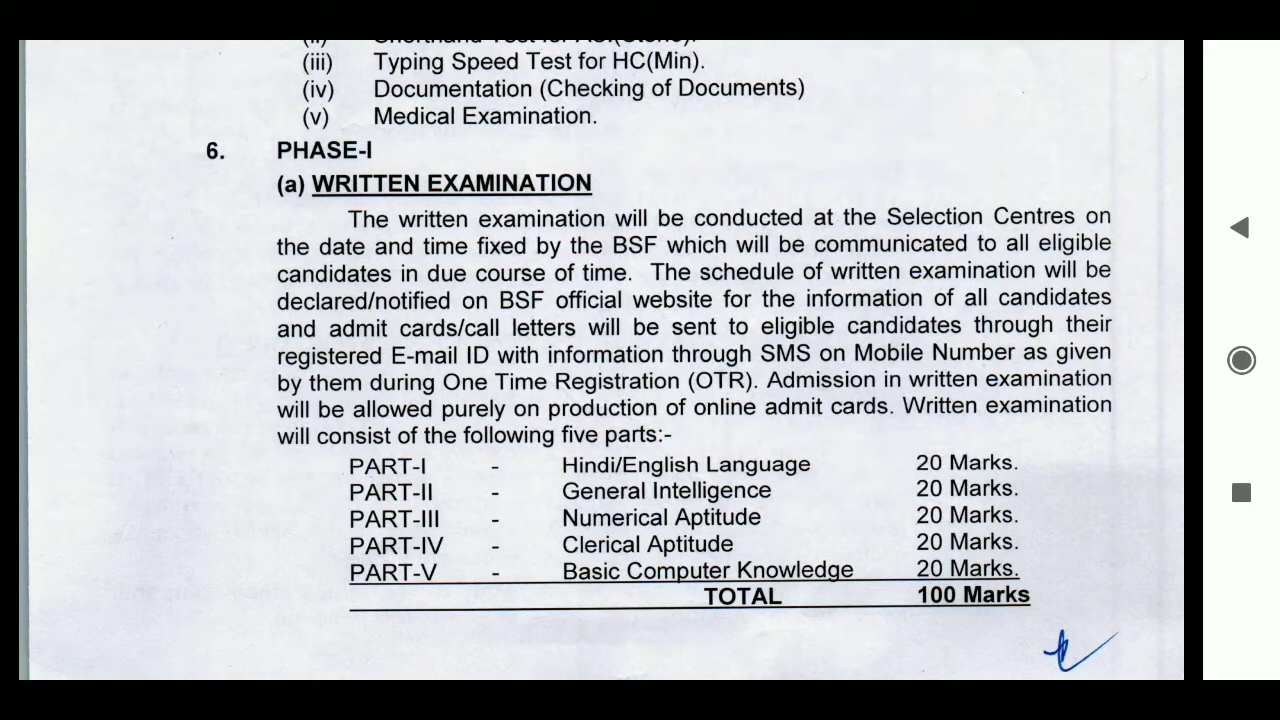 (ii) Shorthand Test for ASI(Steno).
(iii) Typing Speed Test for HC(Min).
(iv) Documentation (Checking of Documents)
(v) Medical Examination.
6. PHASE-I
(a) WRITTEN EXAMINATION
The written examination will be conducted at the Selection Centres on
the date and time fixed by the BSF which will be communicated to all eligible
candidates in due course of time. The schedule of written examination will be
declared/notified on BSF official website for the information of all candidates
and admit cards/call letters will be sent to eligible candidates through their
registered E-mail ID with information through SMS on Mobile Number as given
by them during One Time Registration (OTR). Admission in written examination
will be allowed purely on production of online admit cards. Written examination
will consist of the following five parts:-
PART-I - Hindi/English Language 20 Marks.
PART-II - General Intelligence 20 Marks.
PART-III - Numerical Aptitude 20 Marks.
PART-IV - Clerical Aptitude 20 Marks.
PART-V - Basic Computer Knowledge 20 Marks.
TOTAL 100 Marks